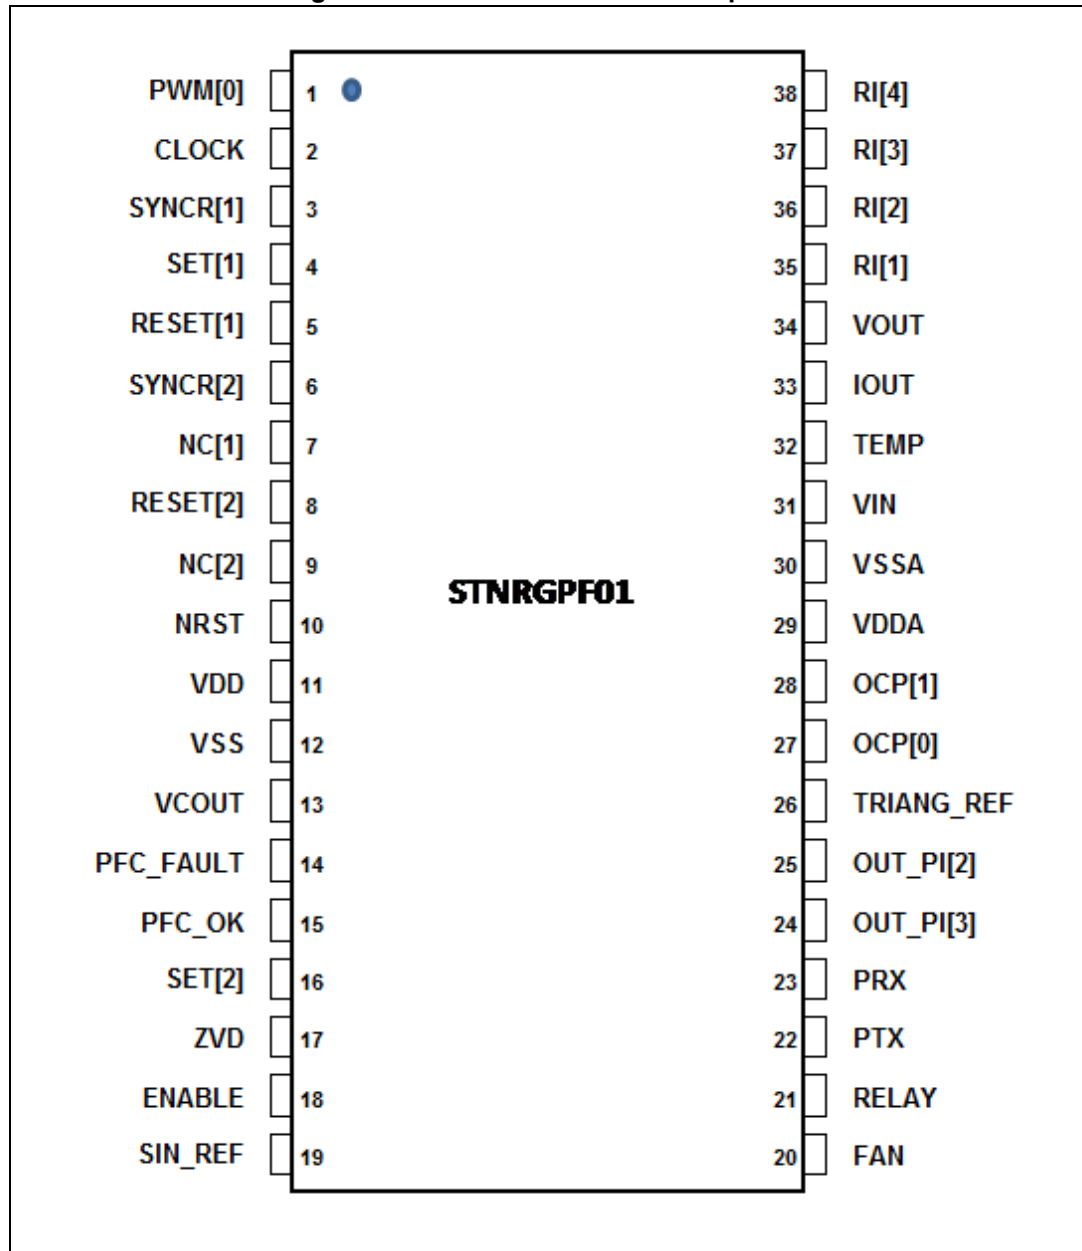 PWM[0] 1 38 RI[4]
CLOCK 2 37 RI[3]
SYNCR[1] 3 36 RI[2]
SET[1] 4 35 RI[1]
RESET[1] 5 34 VOUT
SYNCR[2] 6 33 IOUT
NC[1] 7 32 TEMP
RESET[2] 8 31 VIN
NC[2] 9 30 VSSA
STNRGPF01
NRST 10 29 VDDA
VDD 11 28 OCP[1]
VSS 12 27 OCP[0]
VCOUT 13 26 TRIANG_REF
PFC_FAULT 14 25 OUT_PI[2]
PFC_OK 15 24 OUT_PI[3]
SET[2] 16 23 PRX
ZVD 17 22 PTX
ENABLE 18 21 RELAY
SIN_REF 19 20 FAN